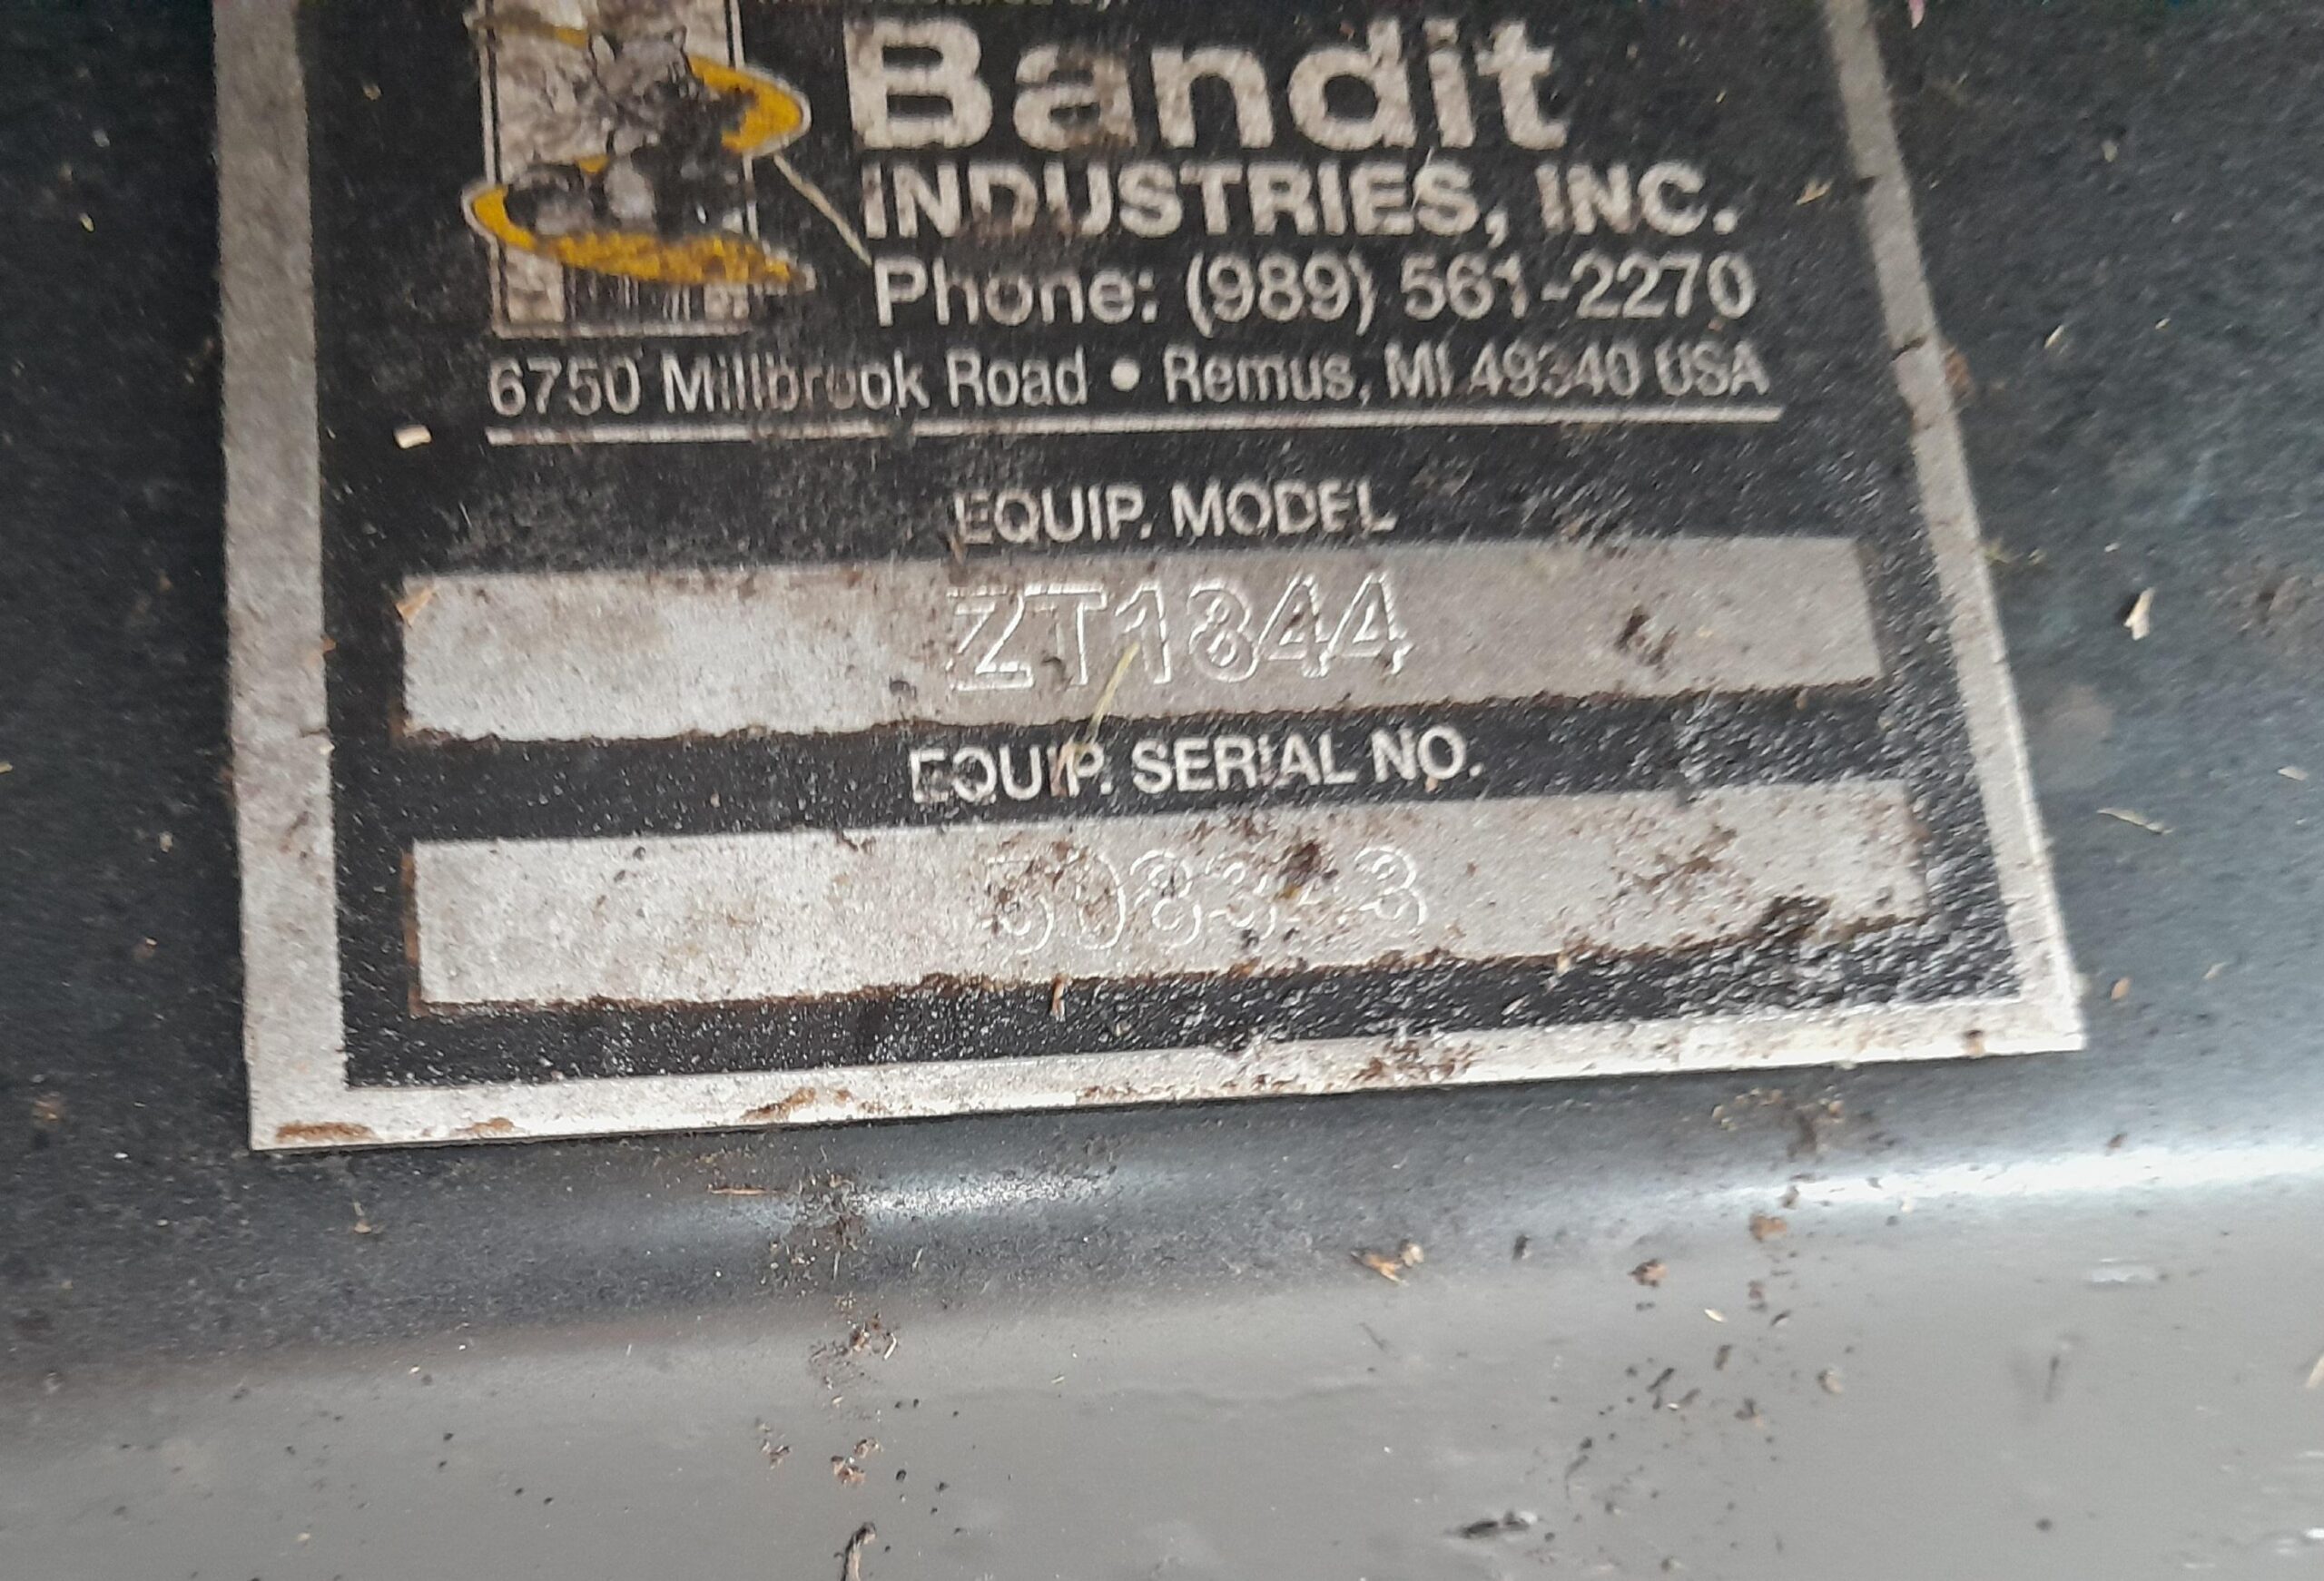 Bandit
INDUSTRIES, INC.
Phone: (989) 561-2270
6750 Millbrook Road • Remus, MI 49340 USA
EQUIP. MODEL
ZT1844
EQUIP. SERIAL NO.